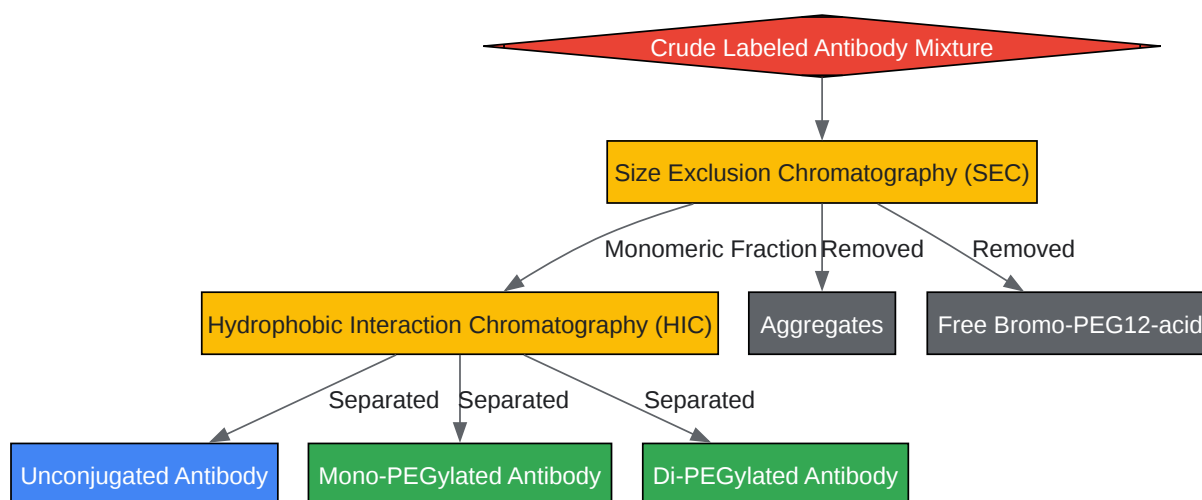 Crude Labeled Antibody Mixture
Size Exclusion Chromatography (SEC)
Monomeric Fraction
Removed
Removed
Hydrophobic Interaction Chromatography (HIC)
Aggregates
Free Bromo-PEG12-acid
Separated
Separated
Separated
Unconjugated Antibody
Mono-PEGylated Antibody
Di-PEGylated Antibody